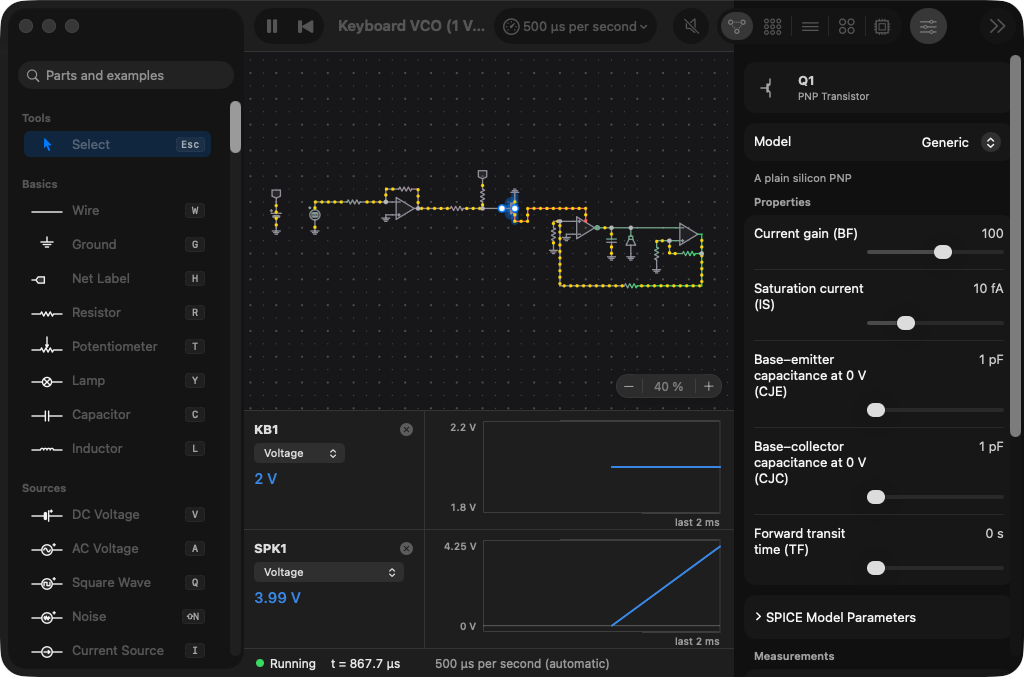 Keyboard VCO (1 V...
500 µs per second
Parts and examples
Tools
Select Esc
Basics
Wire W
Ground G
Net Label H
Resistor R
Potentiometer T
Lamp Y
Capacitor C
Inductor L
Sources
DC Voltage V
AC Voltage A
Square Wave Q
Noise ⇧N
Current Source I
40 %
KB1
Voltage
2 V
2.2 V
1.8 V
last 2 ms
SPK1
Voltage
3.99 V
4.25 V
0 V
last 2 ms
Running t = 867.7 µs 500 µs per second (automatic)
Q1
PNP Transistor
Model Generic
A plain silicon PNP
Properties
Current gain (BF) 100
Saturation current 10 fA
(IS)
Base–emitter 1 pF
capacitance at 0 V
(CJE)
Base–collector 1 pF
capacitance at 0 V
(CJC)
Forward transit 0 s
time (TF)
SPICE Model Parameters
Measurements